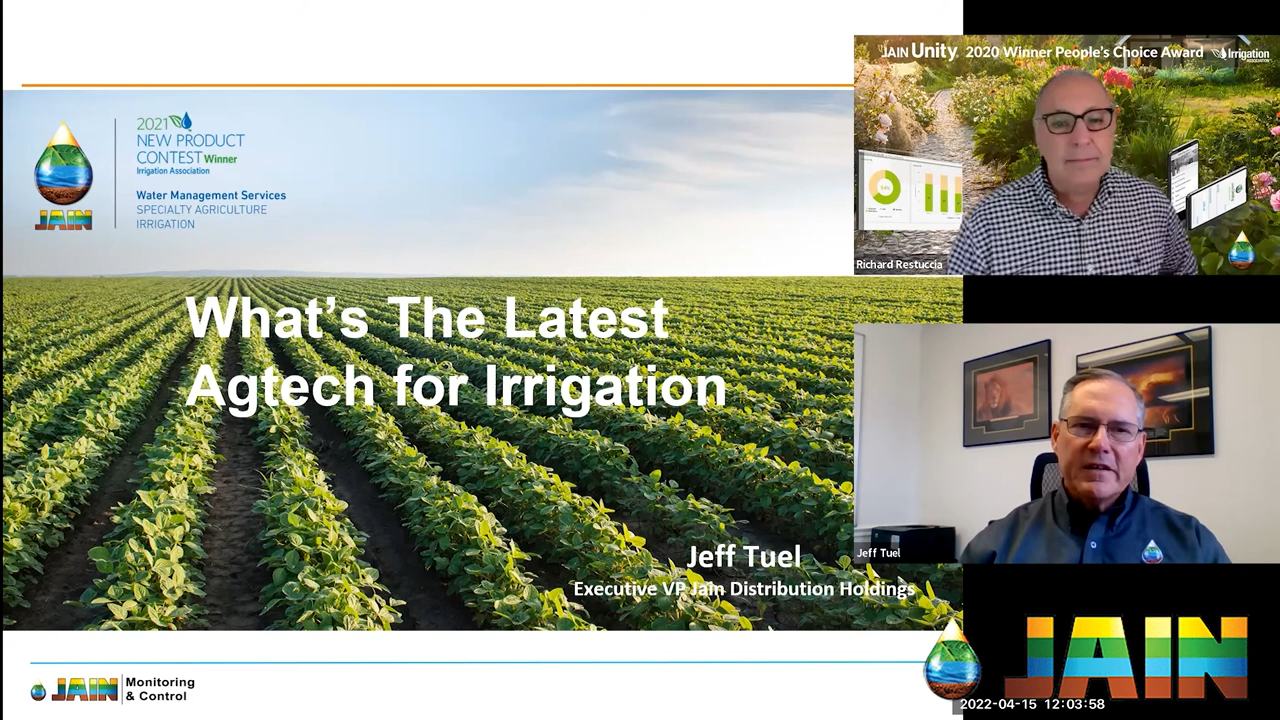 2021
NEW PRODUCT
CONTEST Winner
Irrigation Association
Water Management Services
SPECIALTY AGRICULTURE
IRRIGATION
JAIN
What's The Latest
Agtech for Irrigation
Jeff Tuel
Executive VP Jain Distribution Holdings
JAIN Monitoring
& Control
JAIN Unity 2020 Winner People's Choice Award Irrigation
ASSOCIATION
Richard Restuccia
Jeff Tuel
JAIN
2022-04-15 12:03:58